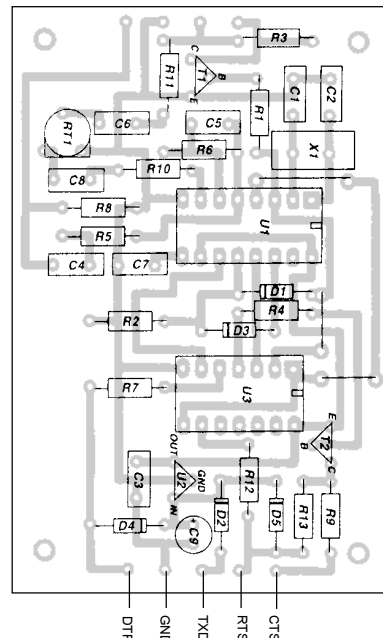 R3
C
T1
B
E
R11
C1
C2
R1
RT1
C6
C5
X1
R6
R10
C8
R8
U1
R5
C4
C7
D1
R4
R2
D3
R7
U3
E
T2
B
C
OUT
U2
GND
IN
C3
R12
D2
D5
R13
R9
D4
+
C9
DTR
GND
TXD
RTS
CTS